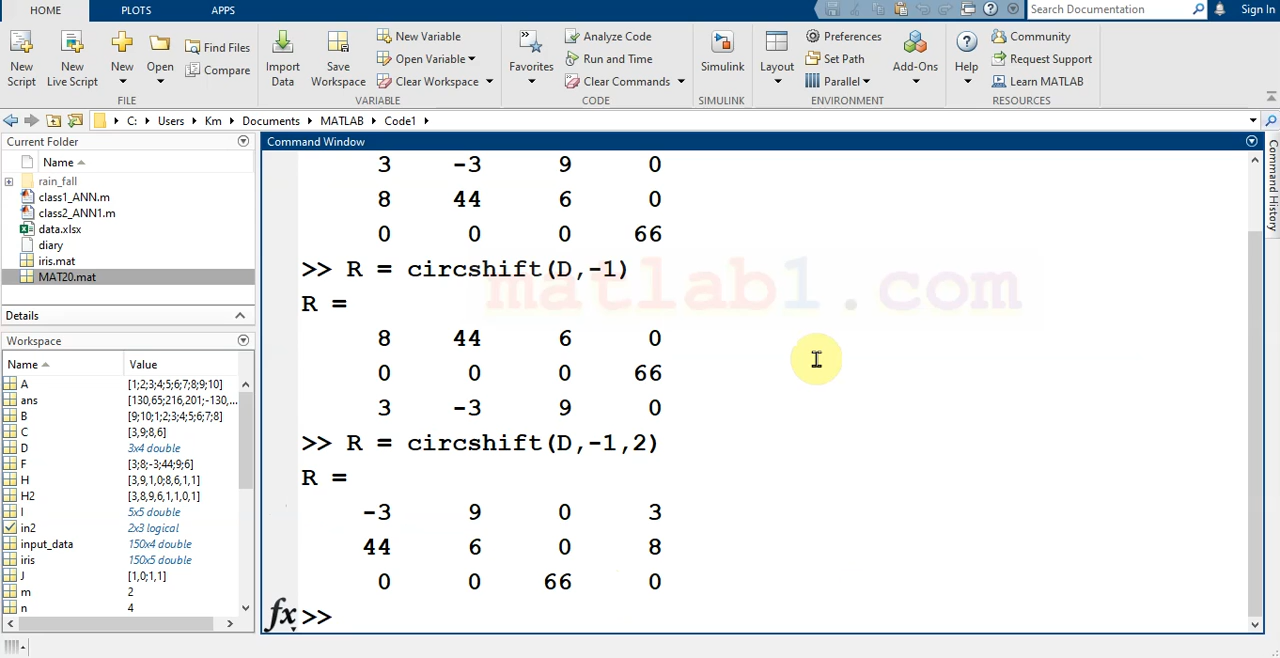 HOME PLOTS APPS Search Documentation Sign In
New Script
New Live Script
New
Open
Find Files
Compare
FILE
Import Data
Save Workspace
New Variable
Open Variable
Clear Workspace
VARIABLE
Favorites
Analyze Code
Run and Time
Clear Commands
CODE
Simulink
SIMULINK
Layout
Preferences
Set Path
Parallel
Add-Ons
ENVIRONMENT
Help
Community
Request Support
Learn MATLAB
RESOURCES
C: Users Km Documents MATLAB Code1
Current Folder
Name
rain_fall
class1_ANN.m
class2_ANN1.m
data.xlsx
diary
iris.mat
MAT20.mat
Details
Workspace
Name Value
A [1;2;3;4;5;6;7;8;9;10]
ans [130,65;216,201;-130,...
B [9;10;1;2;3;4;5;6;7;8]
C [3,9;8,6]
D 3x4 double
F [3;8;-3;44;9;6]
H [3,9,1,0;8,6,1,1]
H2 [3,8,9,6,1,1,0,1]
I 5x5 double
in2 2x3 logical
input_data 150x4 double
iris 150x5 double
J [1,0;1,1]
m 2
n 4
Command Window
3 -3 9 0
8 44 6 0
0 0 0 66
>> R = circshift(D,-1)
R =
8 44 6 0
0 0 0 66
3 -3 9 0
>> R = circshift(D,-1,2)
R =
-3 9 0 3
44 6 0 8
0 0 66 0
fx >>
matlab1.com
Command History